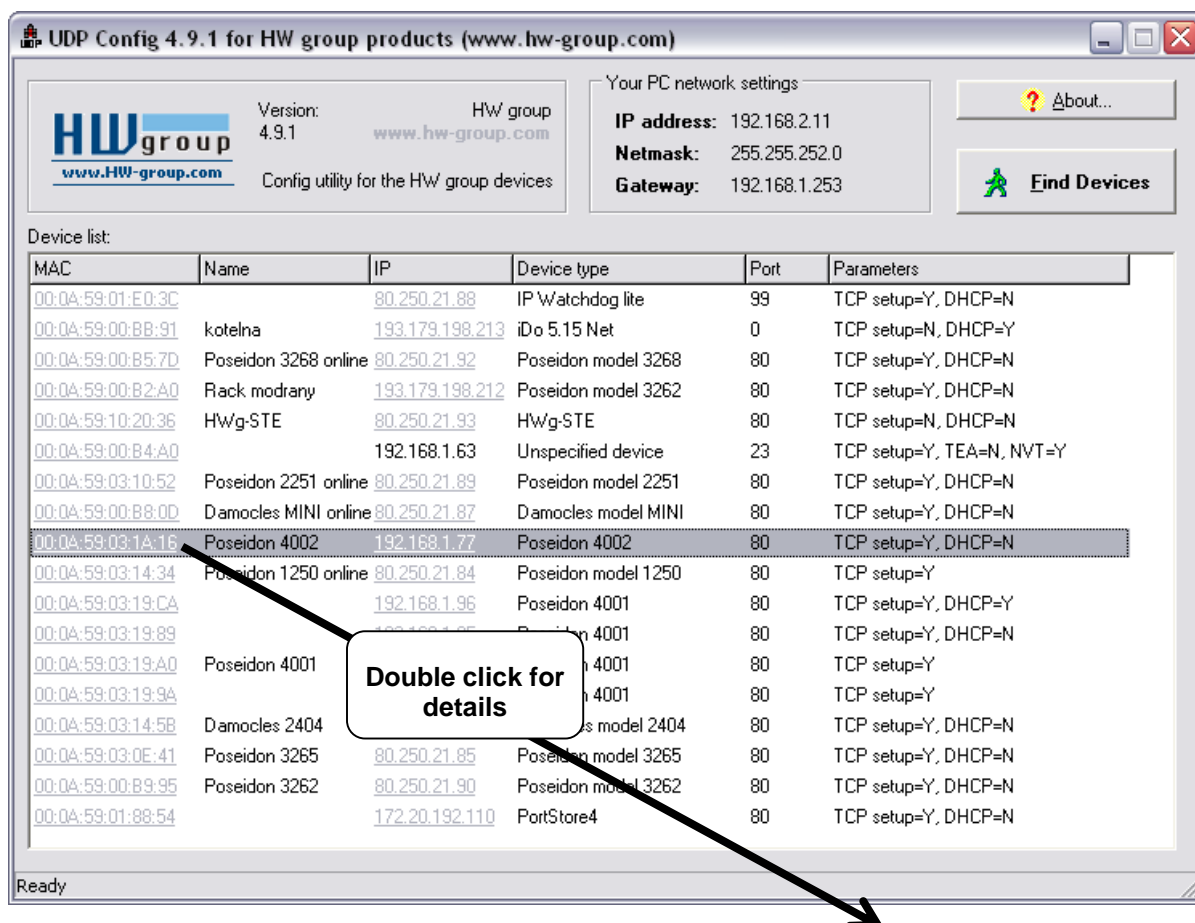 UDP Config 4.9.1 for HW group products (www.hw-group.com)
HW group
www.HW-group.com
Version: HW group
4.9.1 www.hw-group.com
Config utility for the HW group devices
Your PC network settings
IP address: 192.168.2.11
Netmask: 255.255.252.0
Gateway: 192.168.1.253
About...
Find Devices
Device list:
MAC Name IP Device type Port Parameters
00:0A:59:01:E0:3C 80.250.21.88 IP Watchdog lite 99 TCP setup=Y, DHCP=N
00:0A:59:00:BB:91 kotelna 193.179.198.213 iDo 5.15 Net 0 TCP setup=N, DHCP=Y
00:0A:59:00:B5:7D Poseidon 3268 online 80.250.21.92 Poseidon model 3268 80 TCP setup=Y, DHCP=N
00:0A:59:00:B2:A0 Rack modrany 193.179.198.212 Poseidon model 3262 80 TCP setup=Y, DHCP=N
00:0A:59:10:20:36 HWg-STE 80.250.21.93 HWg-STE 80 TCP setup=N, DHCP=N
00:0A:59:00:B4:A0 192.168.1.63 Unspecified device 23 TCP setup=Y, TEA=N, NVT=Y
00:0A:59:03:10:52 Poseidon 2251 online 80.250.21.89 Poseidon model 2251 80 TCP setup=Y, DHCP=N
00:0A:59:00:B8:0D Damocles MINI online 80.250.21.87 Damocles model MINI 80 TCP setup=Y, DHCP=N
00:0A:59:03:1A:16 Poseidon 4002 192.168.1.77 Poseidon 4002 80 TCP setup=Y, DHCP=N
00:0A:59:03:14:34 Poseidon 1250 online 80.250.21.84 Poseidon model 1250 80 TCP setup=Y
00:0A:59:03:19:CA 192.168.1.96 Poseidon 4001 80 TCP setup=Y, DHCP=Y
00:0A:59:03:19:89 4001 80 TCP setup=Y, DHCP=N
00:0A:59:03:19:A0 Poseidon 4001 4001 80 TCP setup=Y
00:0A:59:03:19:9A 4001 80 TCP setup=Y
00:0A:59:03:14:5B Damocles 2404 model 2404 80 TCP setup=Y, DHCP=N
00:0A:59:03:0E:41 Poseidon 3265 80.250.21.85 Poseidon model 3265 80 TCP setup=Y, DHCP=N
00:0A:59:00:B9:95 Poseidon 3262 80.250.21.90 Poseidon model 3262 80 TCP setup=Y, DHCP=N
00:0A:59:01:88:54 172.20.192.110 PortStore4 80 TCP setup=Y, DHCP=N
Double click for
details
Ready